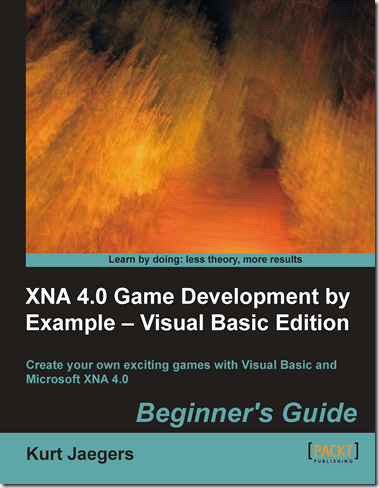 Learn by doing: less theory, more results
XNA 4.0 Game Development by
Example – Visual Basic Edition
Create your own exciting games with Visual Basic and
Microsoft XNA 4.0
Beginner's Guide
Kurt Jaegers
[PACKT]
PUBLISHING